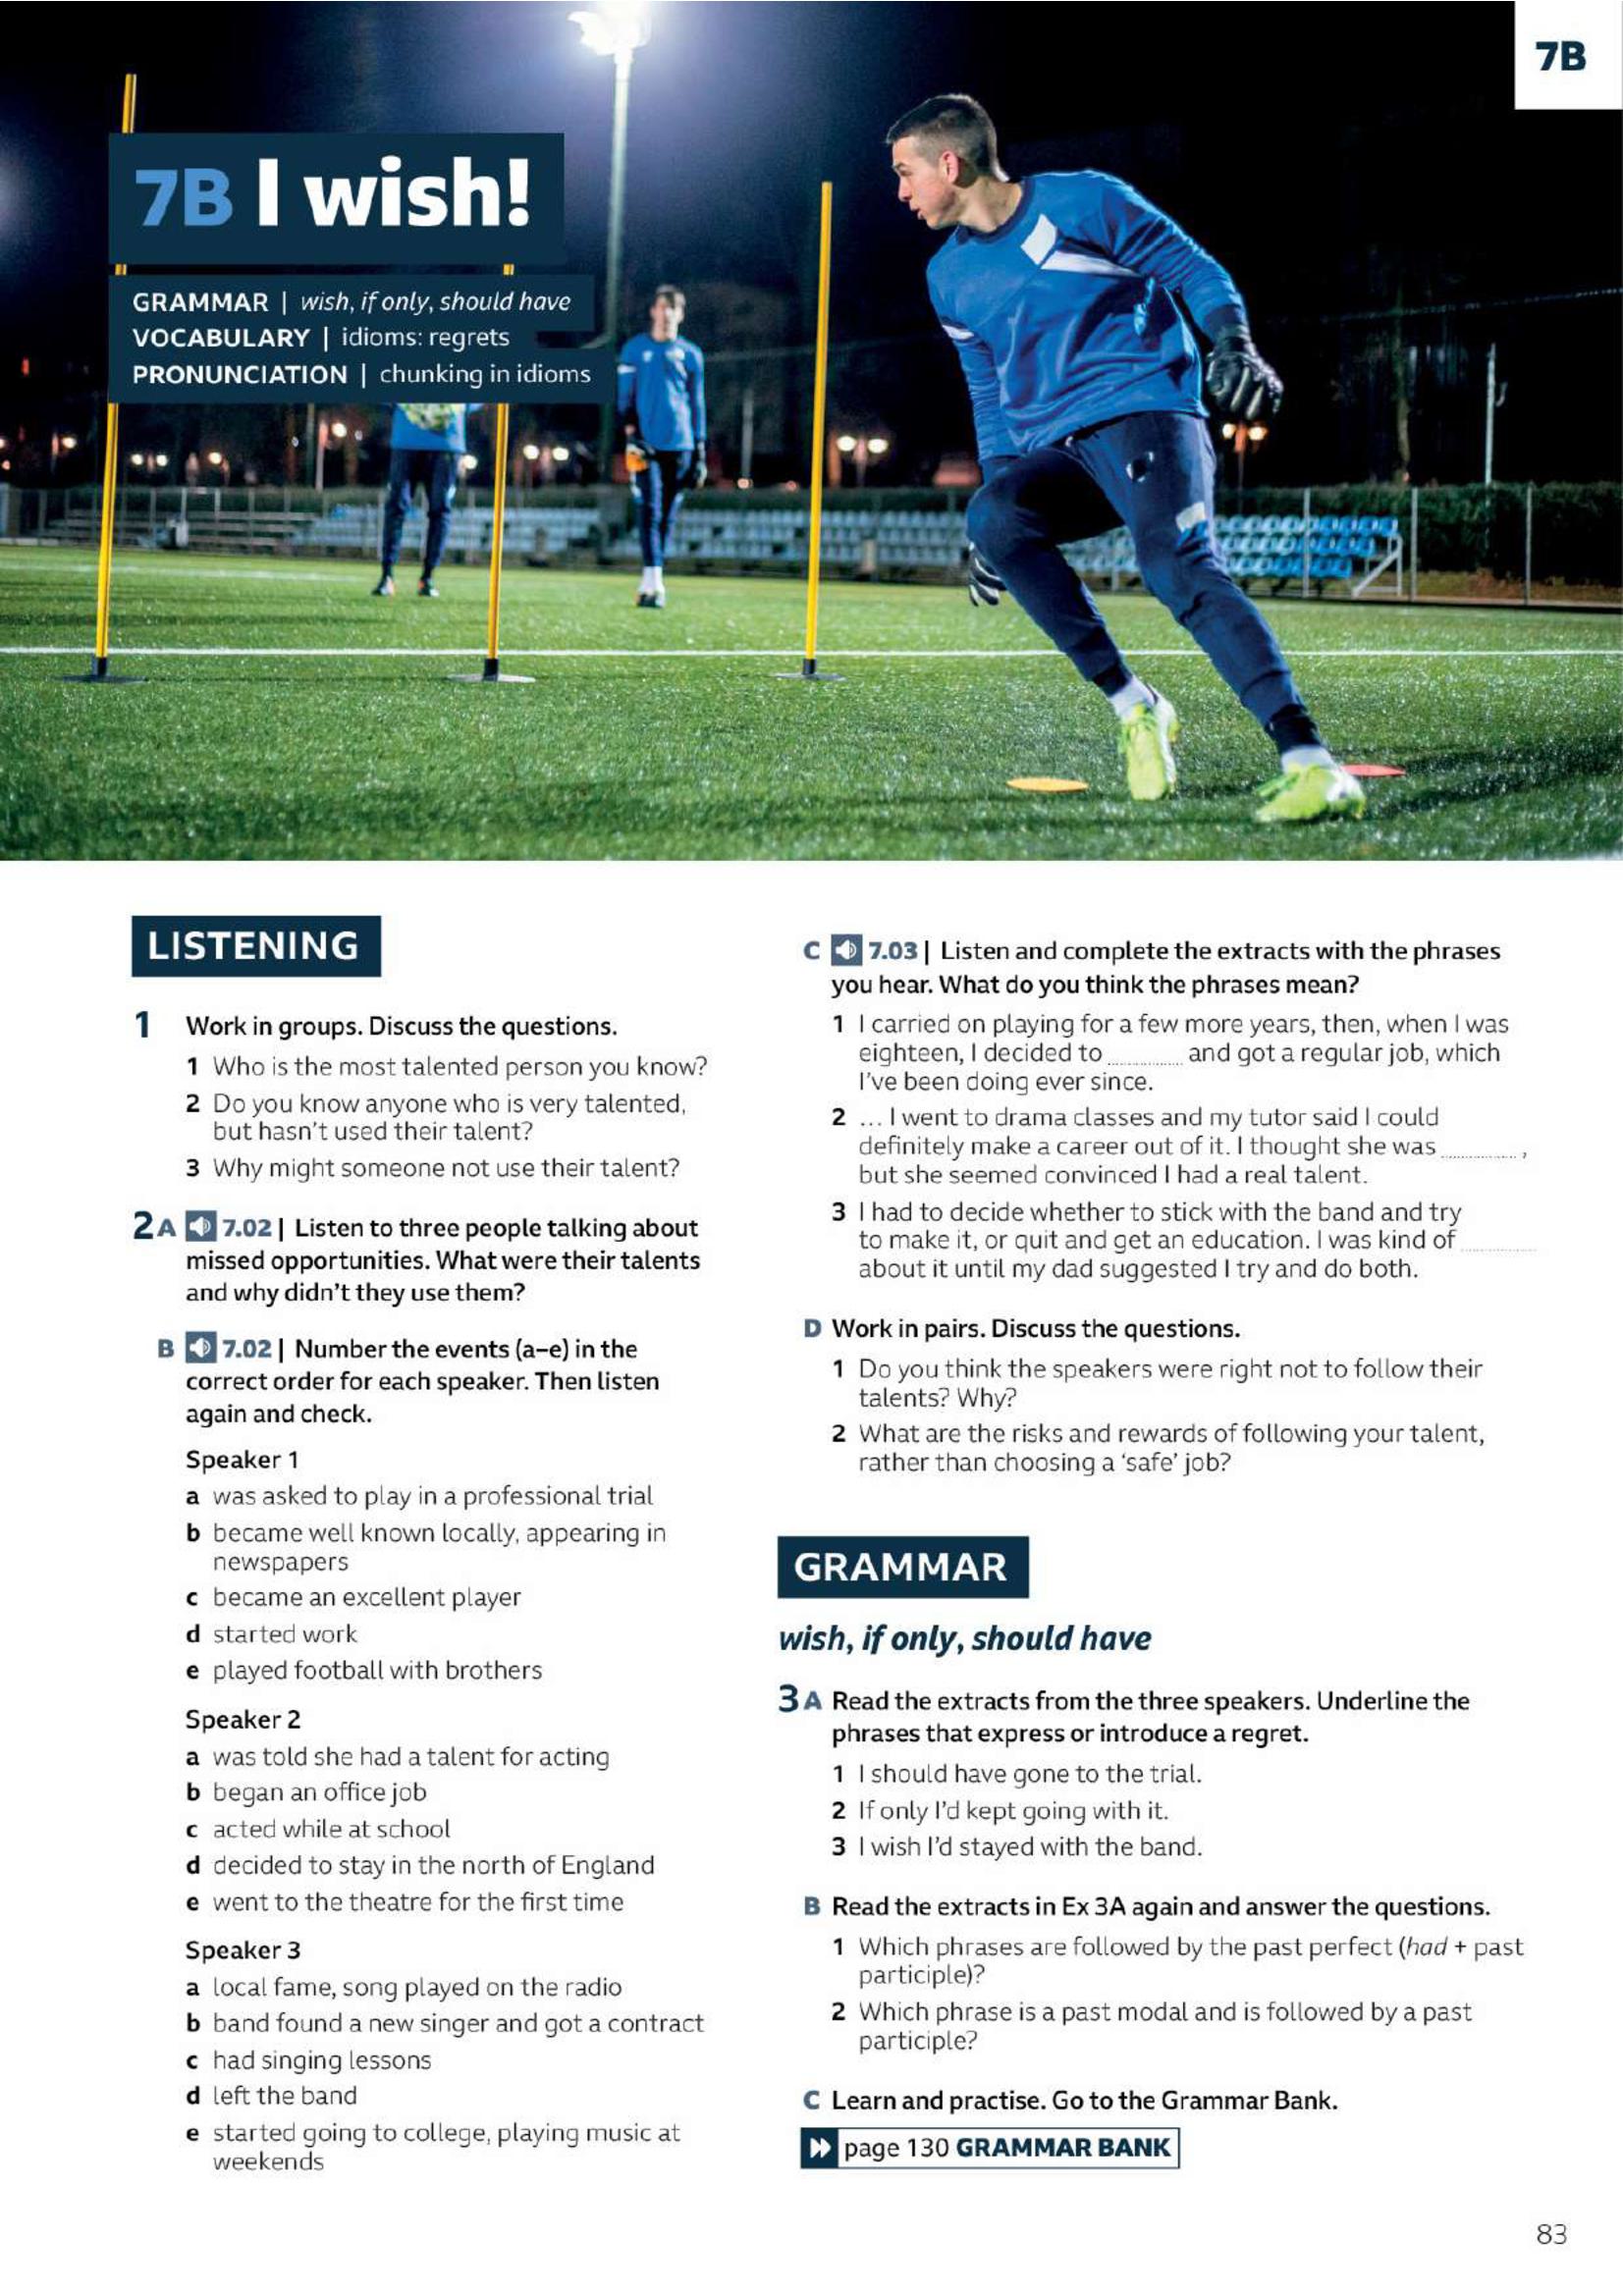 7B
7B I wish!
GRAMMAR | wish, if only, should have
VOCABULARY | idioms: regrets
PRONUNCIATION | chunking in idioms
LISTENING
1 Work in groups. Discuss the questions.
1 Who is the most talented person you know?
2 Do you know anyone who is very talented,
but hasn't used their talent?
3 Why might someone not use their talent?
2 A 7.02 | Listen to three people talking about
missed opportunities. What were their talents
and why didn't they use them?
B 7.02 | Number the events (a–e) in the
correct order for each speaker. Then listen
again and check.
Speaker 1
a was asked to play in a professional trial
b became well known locally, appearing in
newspapers
c became an excellent player
d started work
e played football with brothers
Speaker 2
a was told she had a talent for acting
b began an office job
c acted while at school
d decided to stay in the north of England
e went to the theatre for the first time
Speaker 3
a local fame, song played on the radio
b band found a new singer and got a contract
c had singing lessons
d left the band
e started going to college, playing music at
weekends
C 7.03 | Listen and complete the extracts with the phrases
you hear. What do you think the phrases mean?
1 I carried on playing for a few more years, then, when I was
eighteen, I decided to ............ and got a regular job, which
I've been doing ever since.
2 ... I went to drama classes and my tutor said I could
definitely make a career out of it. I thought she was ............ ,
but she seemed convinced I had a real talent.
3 I had to decide whether to stick with the band and try
to make it, or quit and get an education. I was kind of ............
about it until my dad suggested I try and do both.
D Work in pairs. Discuss the questions.
1 Do you think the speakers were right not to follow their
talents? Why?
2 What are the risks and rewards of following your talent,
rather than choosing a 'safe' job?
GRAMMAR
wish, if only, should have
3 A Read the extracts from the three speakers. Underline the
phrases that express or introduce a regret.
1 I should have gone to the trial.
2 If only I'd kept going with it.
3 I wish I'd stayed with the band.
B Read the extracts in Ex 3A again and answer the questions.
1 Which phrases are followed by the past perfect (had + past
participle)?
2 Which phrase is a past modal and is followed by a past
participle?
C Learn and practise. Go to the Grammar Bank.
page 130 GRAMMAR BANK
83